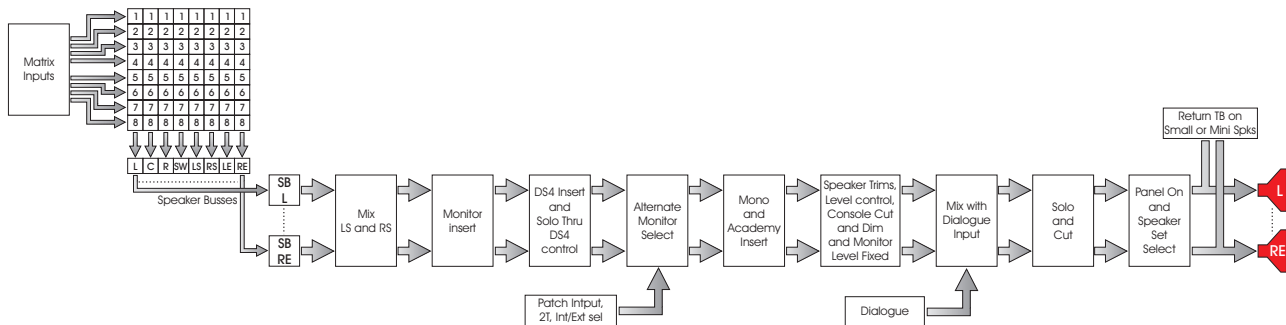 Matrix
Inputs
1 1 1 1 1 1 1 1
2 2 2 2 2 2 2 2
3 3 3 3 3 3 3 3
4 4 4 4 4 4 4 4
5 5 5 5 5 5 5 5
6 6 6 6 6 6 6 6
7 7 7 7 7 7 7 7
8 8 8 8 8 8 8 8
L C R SW LS RS LE RE
Speaker Busses
SB
L
SB
RE
Mix
LS and RS
Monitor
insert
DS4 Insert
and
Solo Thru
DS4
control
Alternate
Monitor
Select
Patch Intput,
2T, Int/Ext sel
Mono
and
Academy
Insert
Speaker Trims,
Level control,
Console Cut
and Dim
and Monitor
Level Fixed
Mix with
Dialogue
Input
Dialogue
Solo
and
Cut
Panel On
and
Speaker
Set
Select
Return TB on
Small or Mini Spks
L
RE